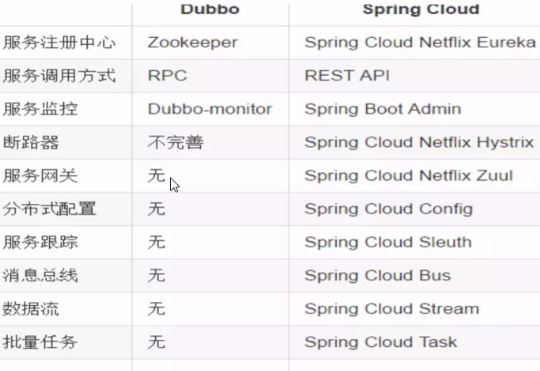 Dubbo Spring Cloud
服务注册中心 Zookeeper Spring Cloud Netflix Eureka
服务调用方式 RPC REST API
服务监控 Dubbo-monitor Spring Boot Admin
断路器 不完善 Spring Cloud Netflix Hystrix
服务网关 无 Spring Cloud Netflix Zuul
分布式配置 无 Spring Cloud Config
服务跟踪 无 Spring Cloud Sleuth
消息总线 无 Spring Cloud Bus
数据流 无 Spring Cloud Stream
批量任务 无 Spring Cloud Task